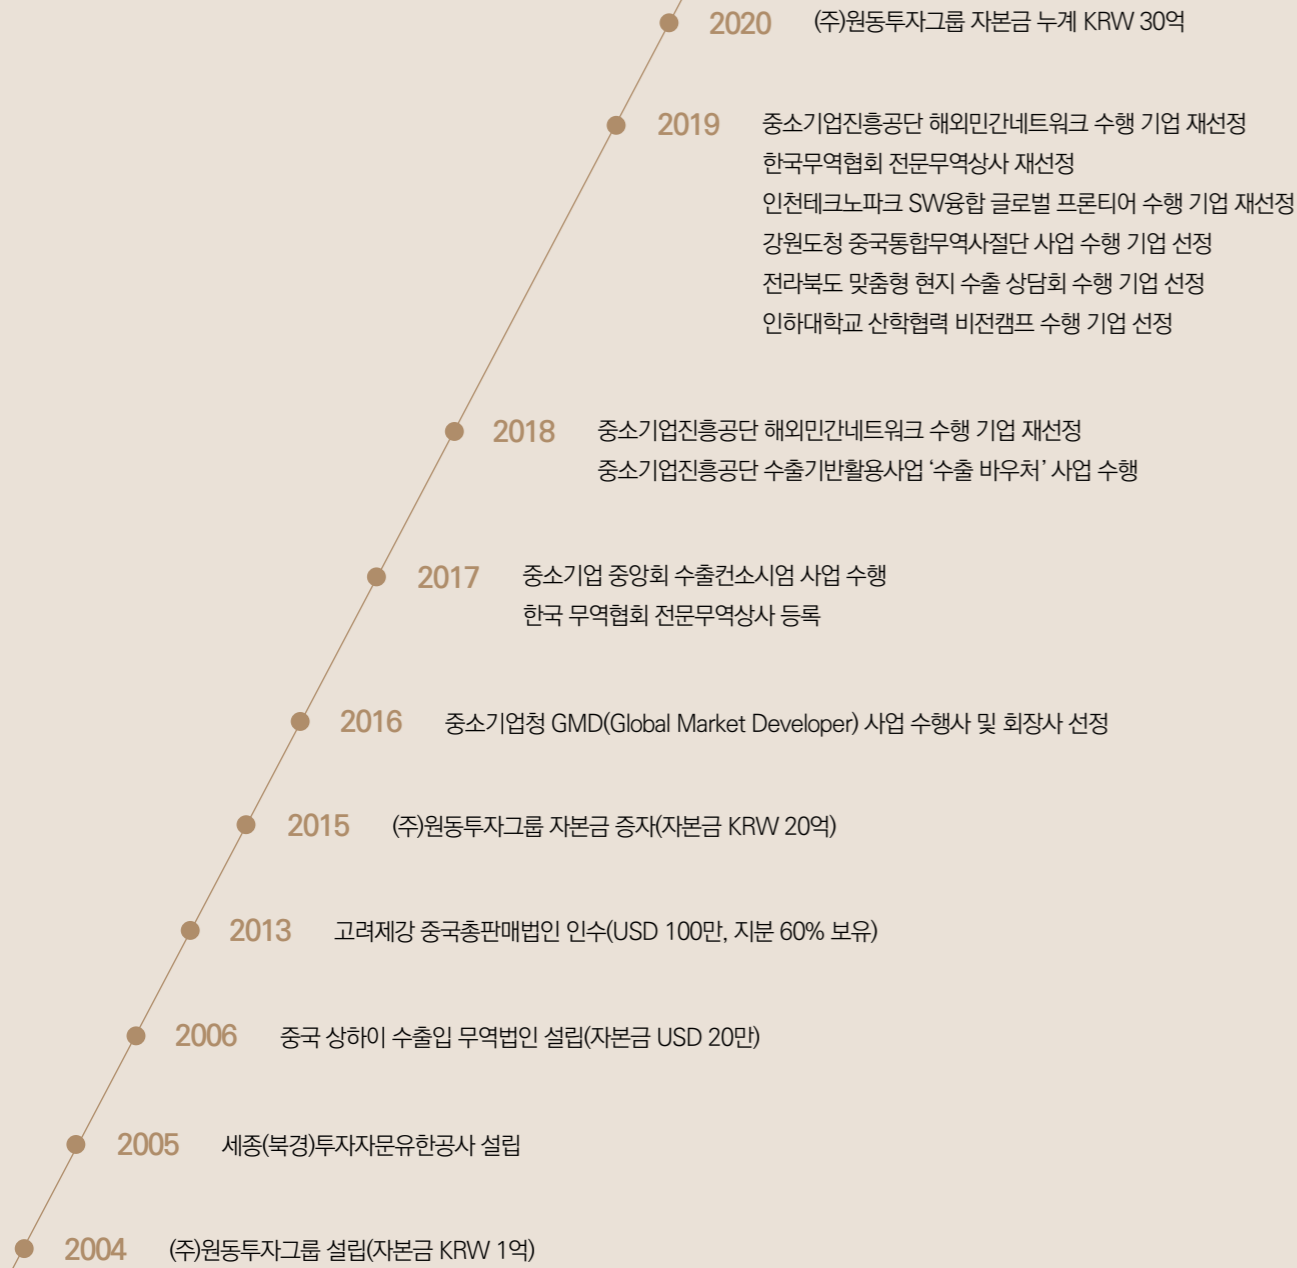 2020 (주)원동투자그룹 자본금 누계 KRW 30억
2019 중소기업진흥공단 해외민간네트워크 수행 기업 재선정
한국무역협회 전문무역상사 재선정
인천테크노파크 SW융합 글로벌 프론티어 수행 기업 재선정
강원도청 중국통합무역사절단 사업 수행 기업 선정
전라북도 맞춤형 현지 수출 상담회 수행 기업 선정
인하대학교 산학협력 비전캠프 수행 기업 선정
2018 중소기업진흥공단 해외민간네트워크 수행 기업 재선정
중소기업진흥공단 수출기반활용사업 ‘수출 바우처’ 사업 수행
2017 중소기업 중앙회 수출컨소시엄 사업 수행
한국 무역협회 전문무역상사 등록
2016 중소기업청 GMD(Global Market Developer) 사업 수행사 및 회장사 선정
2015 (주)원동투자그룹 자본금 증자(자본금 KRW 20억)
2013 고려제강 중국총판매법인 인수(USD 100만, 지분 60% 보유)
2006 중국 상하이 수출입 무역법인 설립(자본금 USD 20만)
2005 세종(북경)투자자문유한공사 설립
2004 (주)원동투자그룹 설립(자본금 KRW 1억)